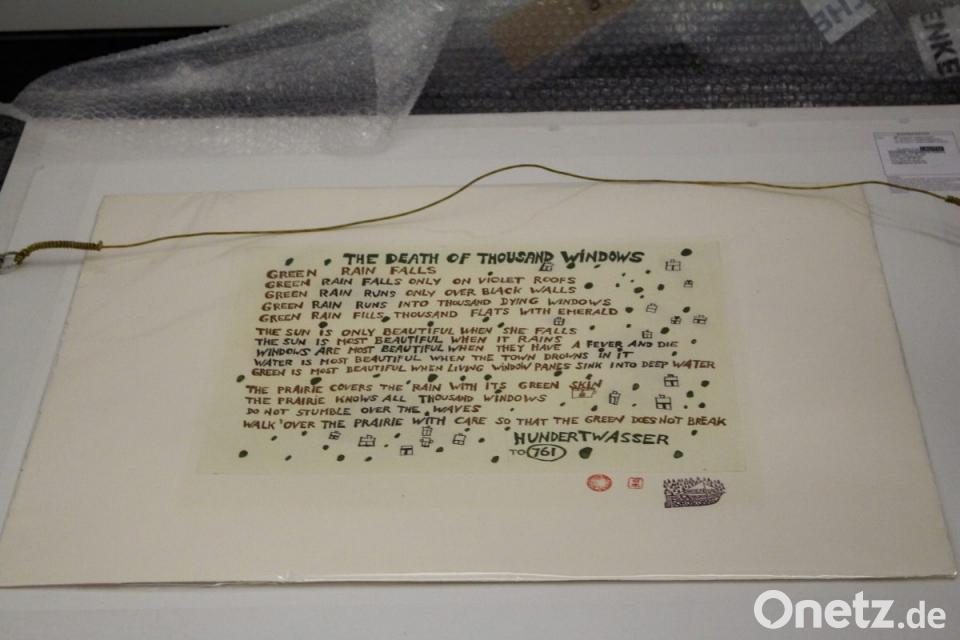 THE DEATH OF THOUSAND WINDOWS
GREEN RAIN FALLS
GREEN RAIN FALLS ONLY ON VIOLET ROOFS
GREEN RAIN RUNS ONLY OVER BLACK WALLS
GREEN RAIN RUNS INTO THOUSAND DYING WINDOWS
GREEN RAIN FILLS THOUSAND FLATS WITH EMERALD
THE SUN IS ONLY BEAUTIFUL WHEN SHE FALLS
THE SUN IS MOST BEAUTIFUL WHEN IT RAINS
WINDOWS ARE MOST BEAUTIFUL WHEN THEY HAVE A FEVER AND DIE
WATER IS MOST BEAUTIFUL WHEN THE TOWN DROWNS IN IT
GREEN IS MOST BEAUTIFUL WHEN LIVING WINDOW PANES SINK INTO DEEP WATER
THE PRAIRIE COVERS THE RAIN WITH ITS GREEN SKIN
THE PRAIRIE KNOWS ALL THOUSAND WINDOWS
DO NOT STUMBLE OVER THE WAVES
WALK OVER THE PRAIRIE WITH CARE SO THAT THE GREEN DOES NOT BREAK
HUNDERTWASSER
TO 761
Onetz.de